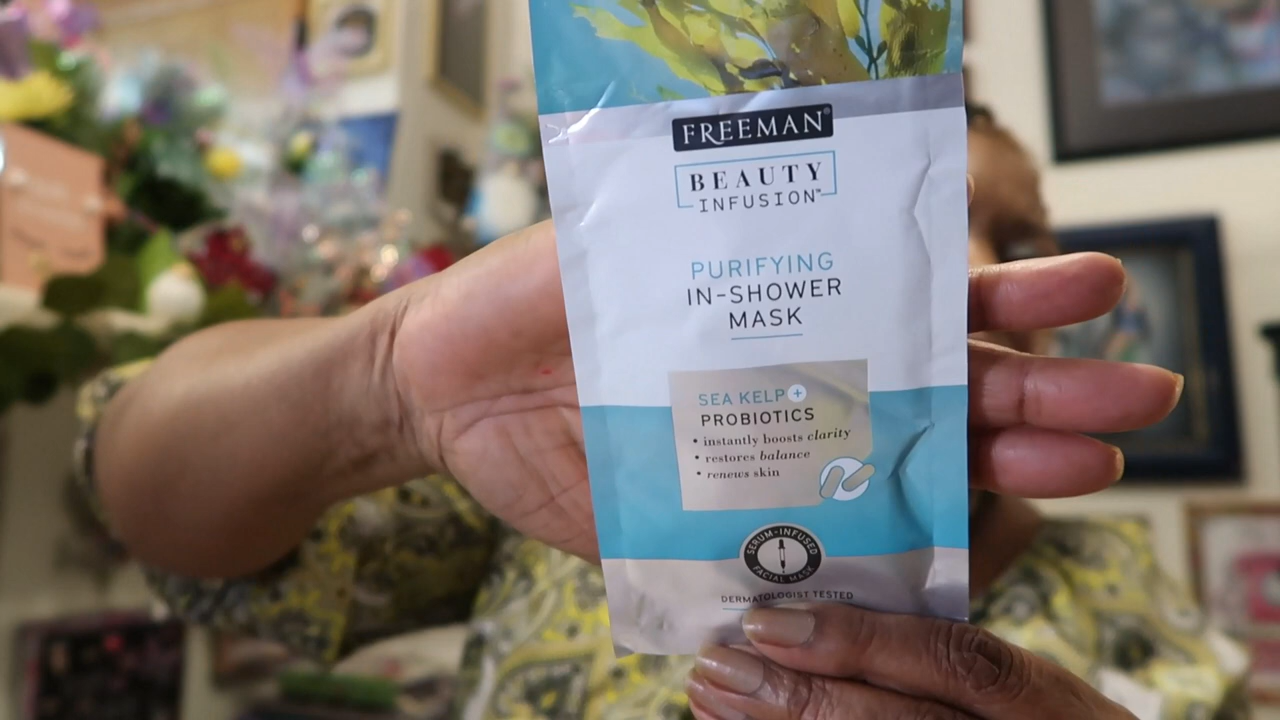 FREEMAN®
BEAUTY
INFUSION™
PURIFYING
IN-SHOWER
MASK
SEA KELP +
PROBIOTICS
• instantly boosts clarity
• restores balance
• renews skin
SERUM-INFUSED
FACIAL MASK
DERMATOLOGIST TESTED